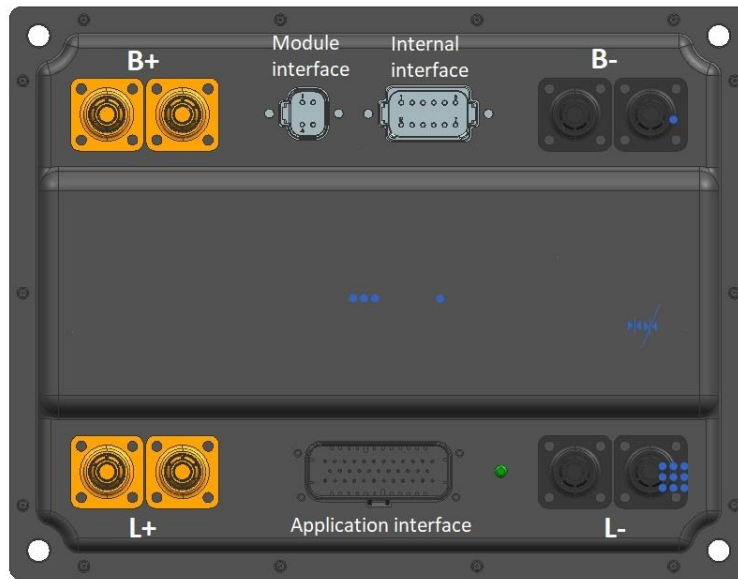 B+
Module
interface
Internal
interface
B-
L+
Application interface
L-